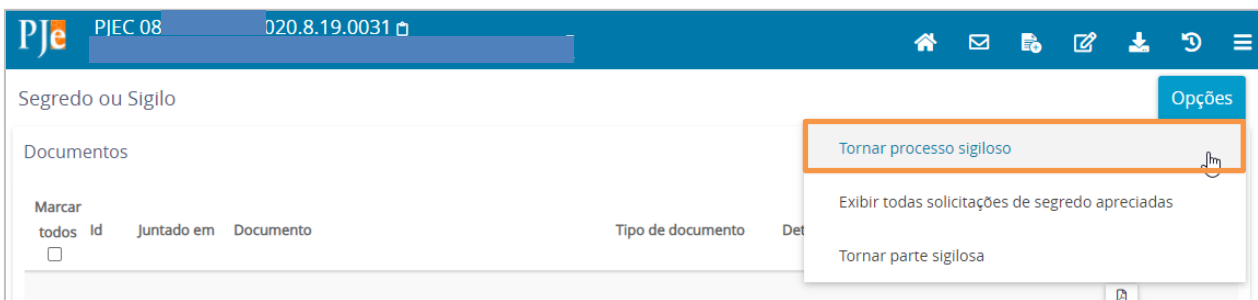 PJe PJEC 08 020.8.19.0031
Segredo ou Sigilo
Opções
Documentos
Tornar processo sigiloso
Exibir todas solicitações de segredo apreciadas
Tornar parte sigilosa
Marcar todos
Id
Juntado em
Documento
Tipo de documento
Det